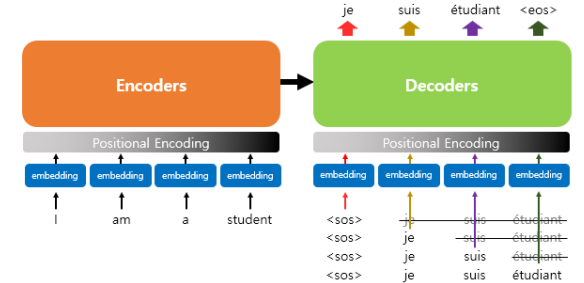 je suis étudiant <eos>
Encoders
Decoders
Positional Encoding
Positional Encoding
embedding embedding embedding embedding
embedding embedding embedding embedding
I am a student
<sos> je suis étudiant
<sos> je suis étudiant
<sos> je suis étudiant
<sos> je suis étudiant